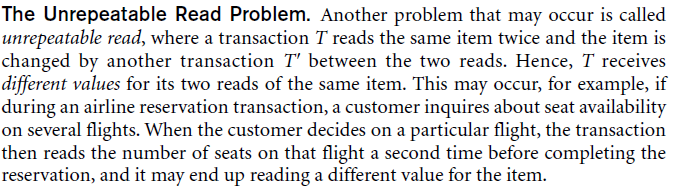 The Unrepeatable Read Problem. Another problem that may occur is called
unrepeatable read, where a transaction T reads the same item twice and the item is
changed by another transaction T′ between the two reads. Hence, T receives
different values for its two reads of the same item. This may occur, for example, if
during an airline reservation transaction, a customer inquires about seat availability
on several flights. When the customer decides on a particular flight, the transaction
then reads the number of seats on that flight a second time before completing the
reservation, and it may end up reading a different value for the item.